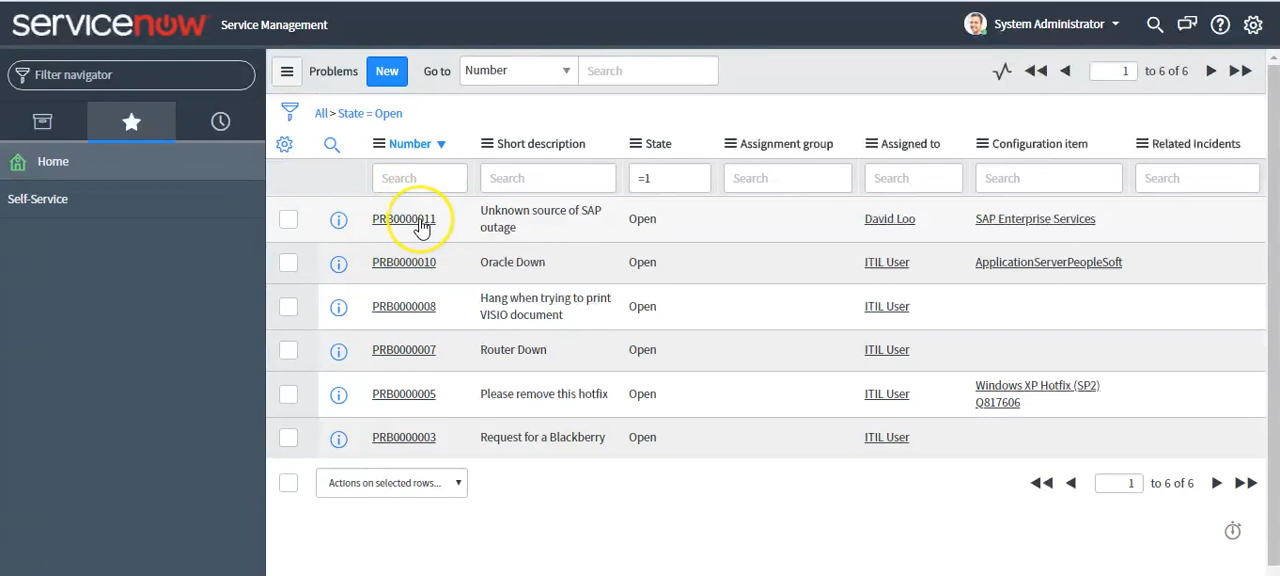 servicenow Service Management System Administrator
Filter navigator
Problems New Go to Number Search 1 to 6 of 6
All > State = Open
Number Short description State Assignment group Assigned to Configuration item Related Incidents
Search Search =1 Search Search Search Search
Home
Self-Service
PRB0000011 Unknown source of SAP
outage Open David Loo SAP Enterprise Services
PRB0000010 Oracle Down Open ITIL User ApplicationServerPeopleSoft
PRB0000008 Hang when trying to print
VISIO document Open ITIL User
PRB0000007 Router Down Open ITIL User
PRB0000005 Please remove this hotfix Open ITIL User Windows XP Hotfix (SP2)
Q817606
PRB0000003 Request for a Blackberry Open ITIL User
Actions on selected rows... 1 to 6 of 6